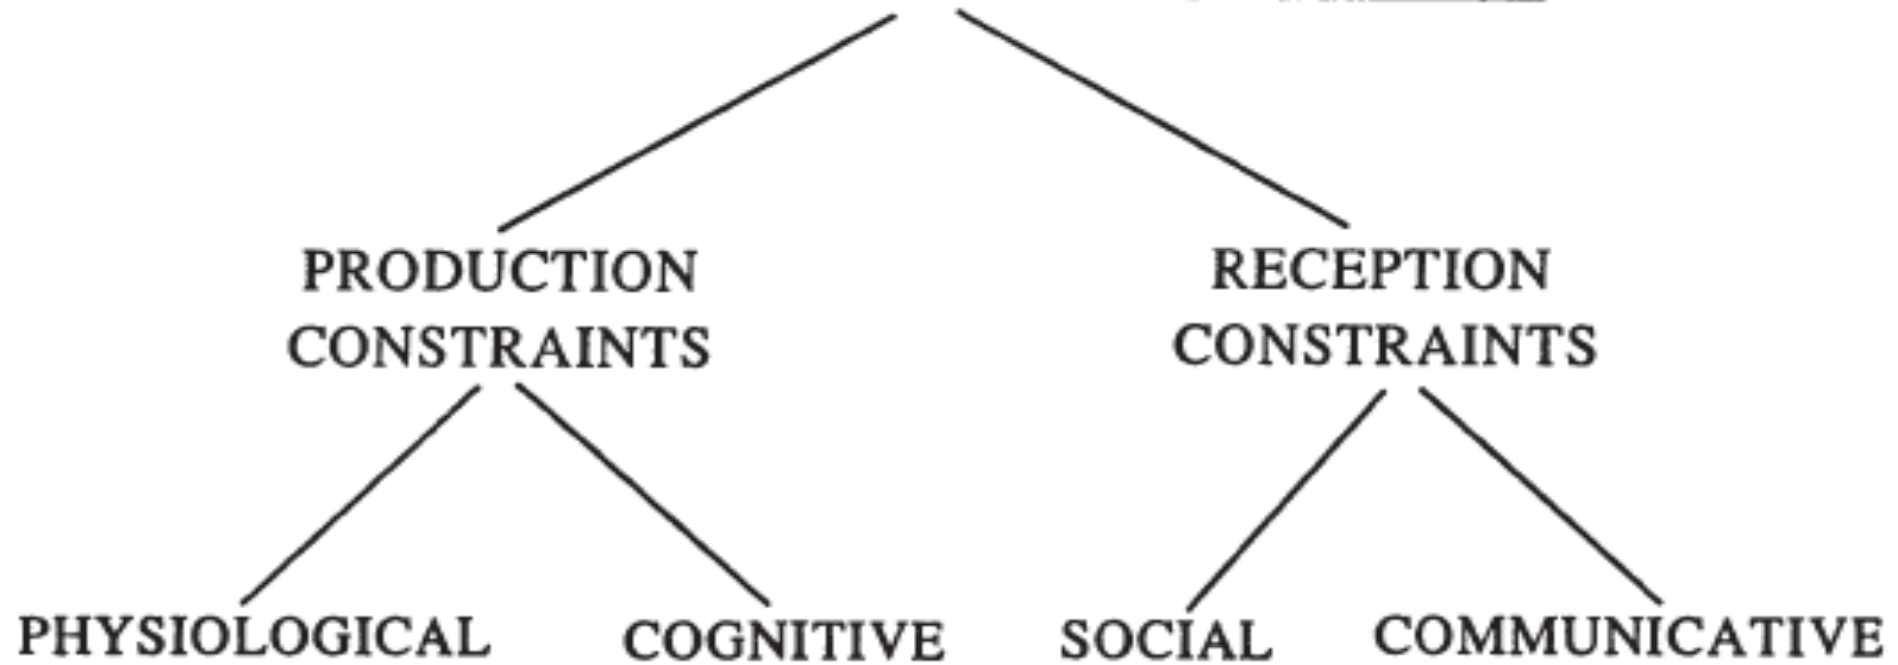 PRODUCTION RECEPTION
CONSTRAINTS CONSTRAINTS
PHYSIOLOGICAL COGNITIVE SOCIAL COMMUNICATIVE